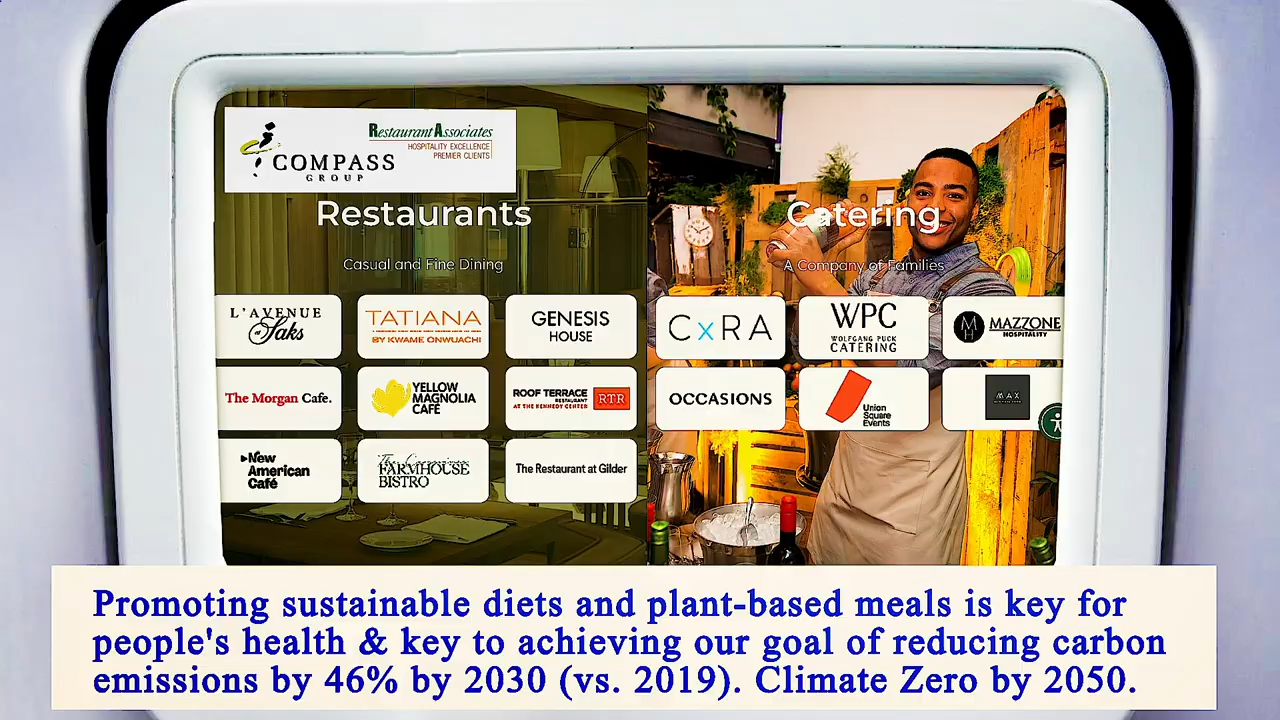 COMPASS
GROUP
Restaurant Associates
HOSPITALITY EXCELLENCE
PREMIER CLIENTS
Restaurants
Casual and Fine Dining
L'AVENUE
Saks
TATIANA
BY KWAME ONWUACHI
GENESIS
HOUSE
The Morgan Cafe.
YELLOW
MAGNOLIA
CAFÉ
ROOF TERRACE
RESTAURANT
AT THE KENNEDY CENTER
RTR
New
American
Café
FARMHOUSE
BISTRO
The Restaurant at Gilder
Catering
A Company of Families
CxRA
WPC
WOLFGANG PUCK
CATERING
MH
MAZZONE
HOSPITALITY
OCCASIONS
Union
Square
Events
MAX
Promoting sustainable diets and plant-based meals is key for
people's health & key to achieving our goal of reducing carbon
emissions by 46% by 2030 (vs. 2019). Climate Zero by 2050.